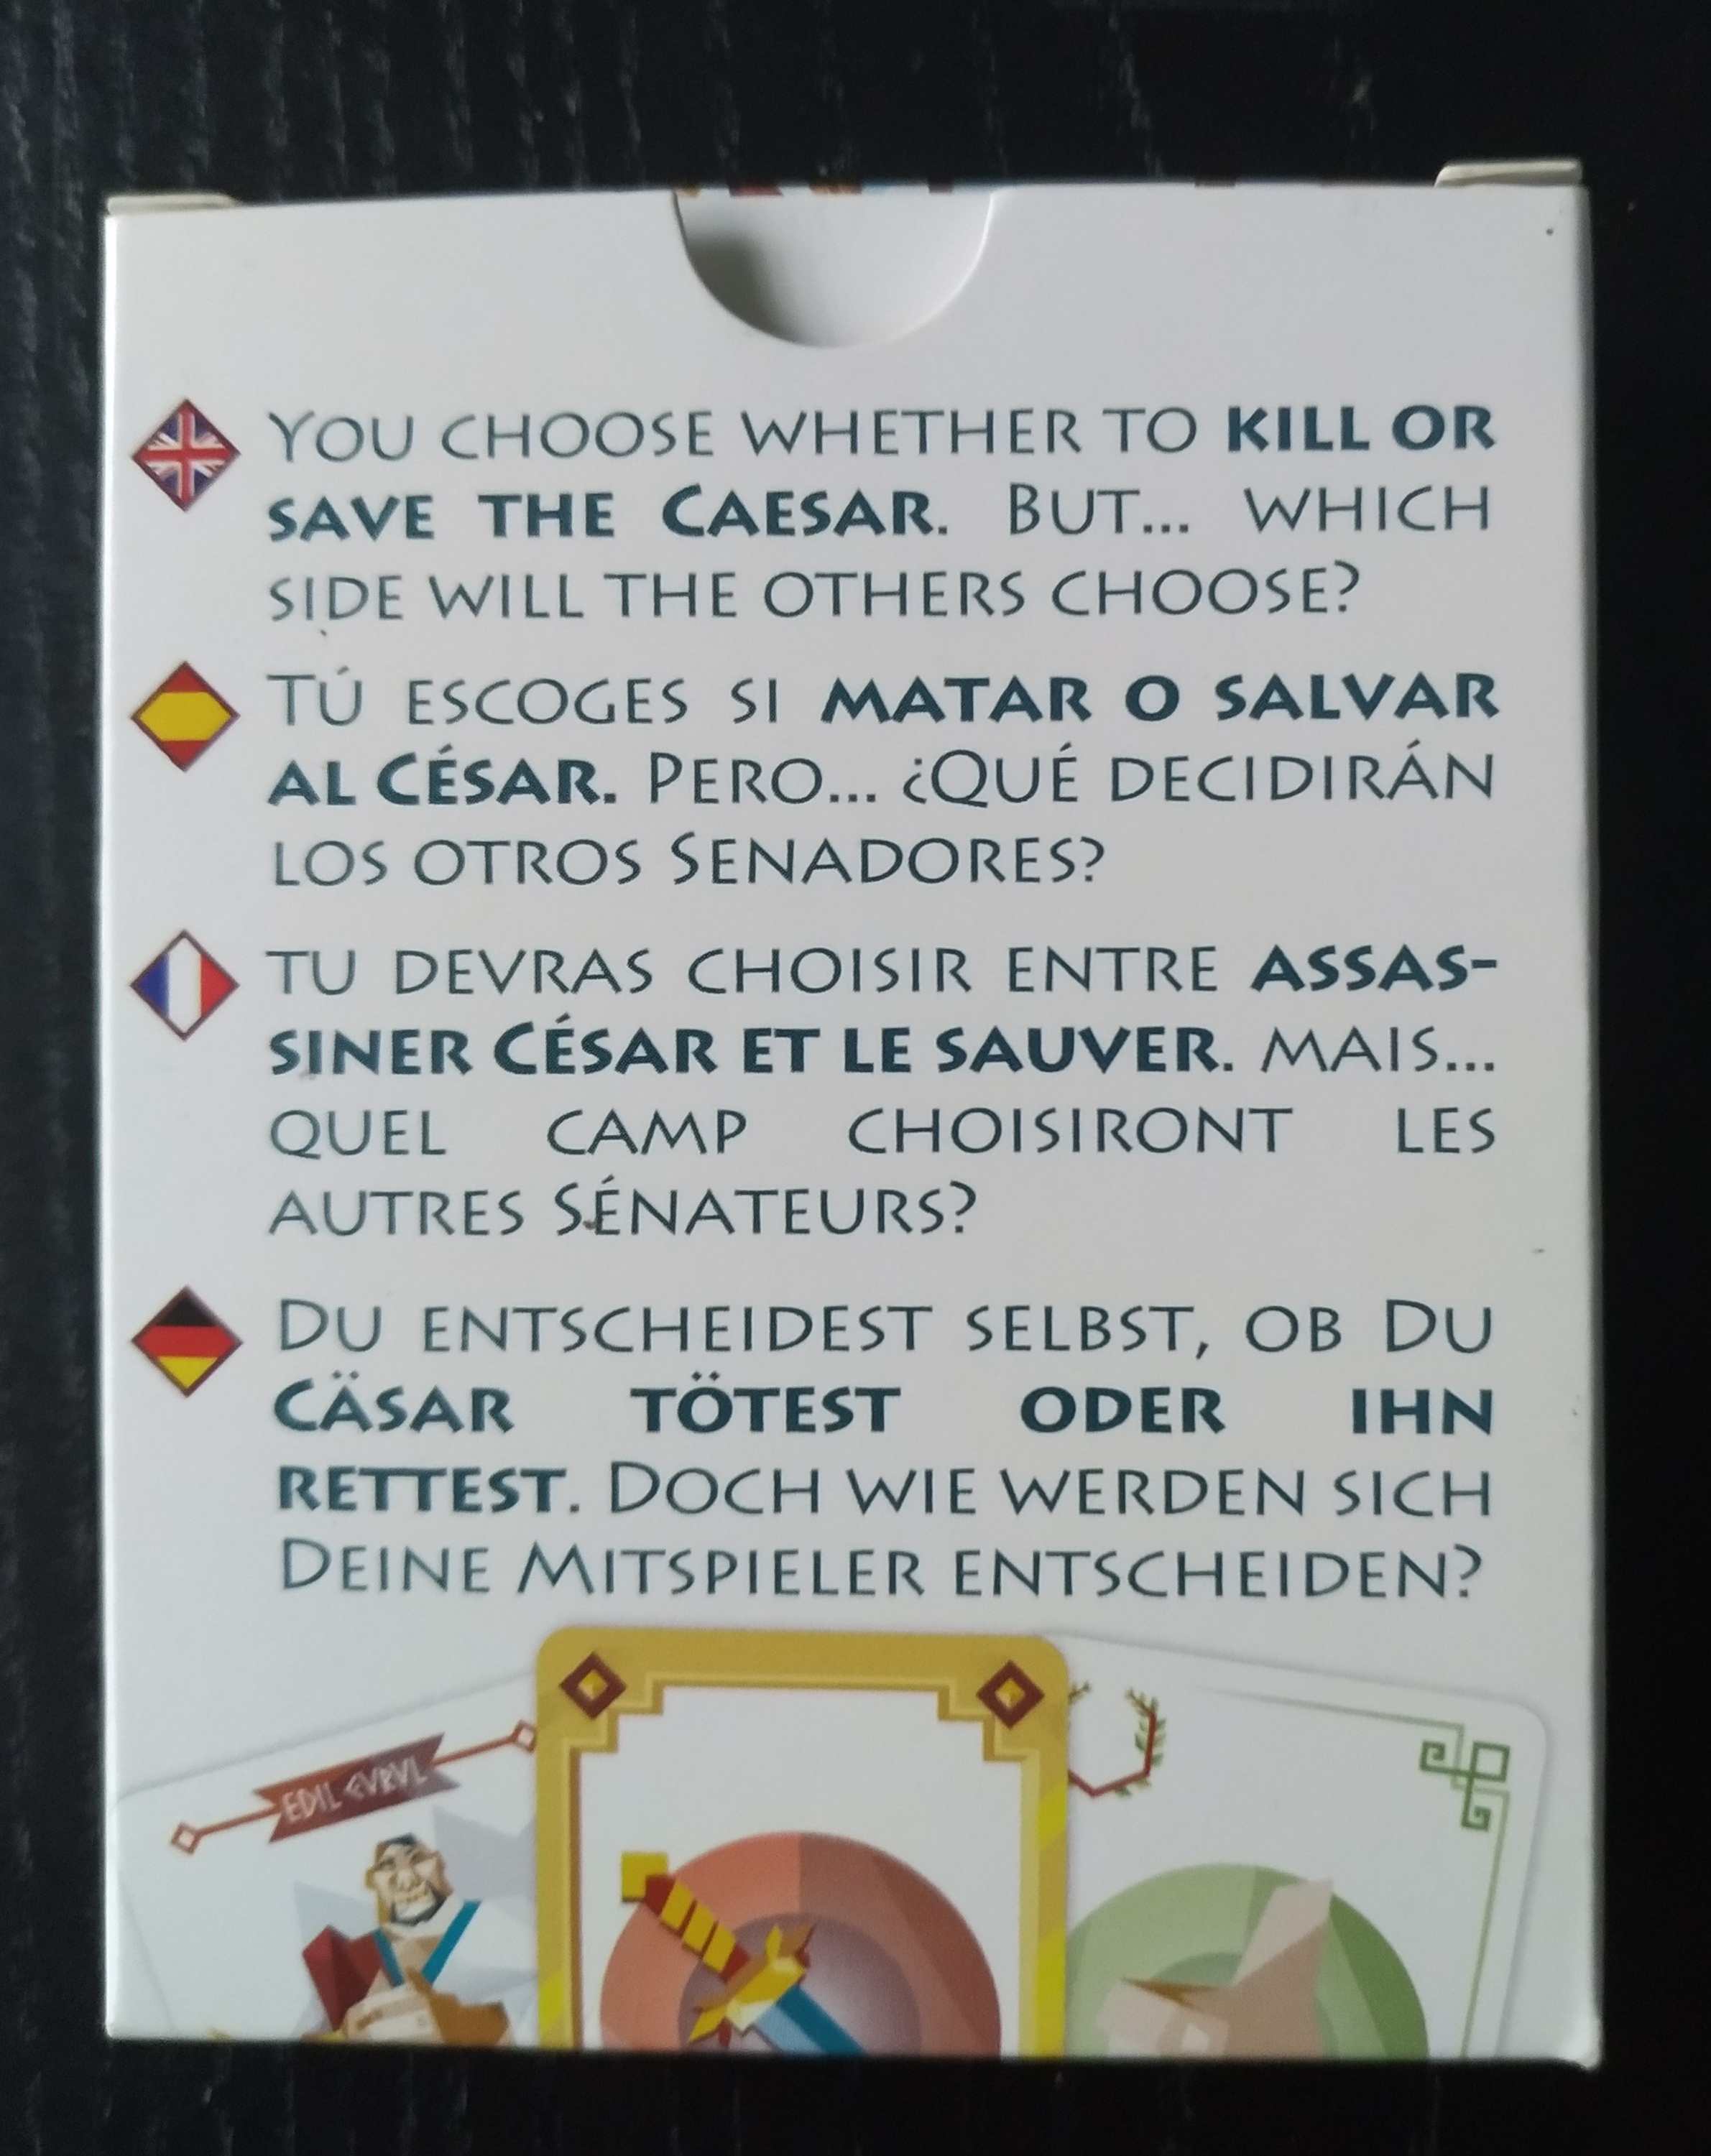 You choose whether to KILL OR
SAVE THE CAESAR. But... which
side will the others choose?
Tú escoges si MATAR O SALVAR
AL CÉSAR. Pero... ¿Qué decidirán
los otros Senadores?
TU DEVRAS CHOISIR ENTRE ASSAS-
SINER CÉSAR ET LE SAUVER. MAIS...
QUEL CAMP CHOISIRONT LES
AUTRES SÉNATEURS?
Du entscheidest selbst, ob Du
CÄSAR TÖTEST ODER IHN
RETTEST. Doch wie werden sich
Deine Mitspieler entscheiden?
EDIL CVRVL